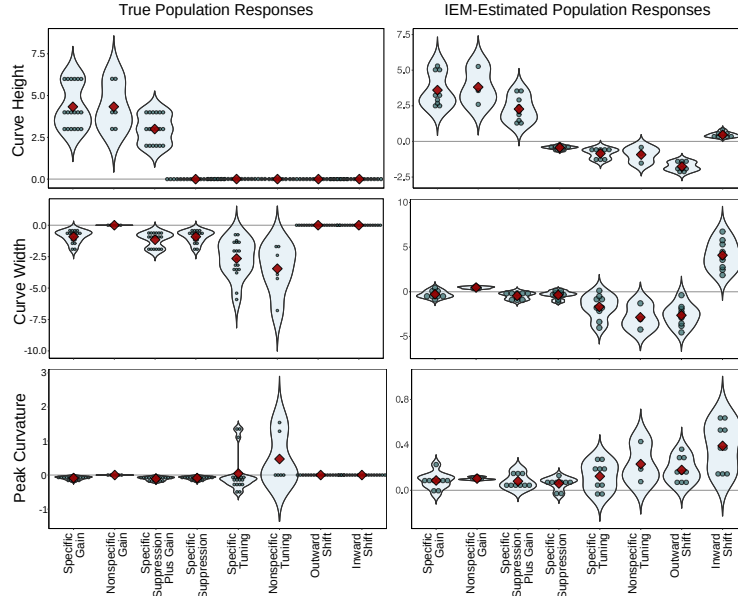 True Population Responses
IEM-Estimated Population Responses
Curve Height
7.5
5.0
2.5
0.0
7.5
5.0
2.5
0.0
-2.5
Curve Width
0.0
-2.5
-5.0
-7.5
-10.0
10
5
0
-5
Peak Curvature
3
2
1
0
-1
0.8
0.4
0.0
Specific
Gain
Nonspecific
Gain
Specific
Suppression
Plus Gain
Specific
Suppression
Specific
Tuning
Nonspecific
Tuning
Outward
Shift
Inward
Shift
Specific
Gain
Nonspecific
Gain
Specific
Suppression
Plus Gain
Specific
Suppression
Specific
Tuning
Nonspecific
Tuning
Outward
Shift
Inward
Shift